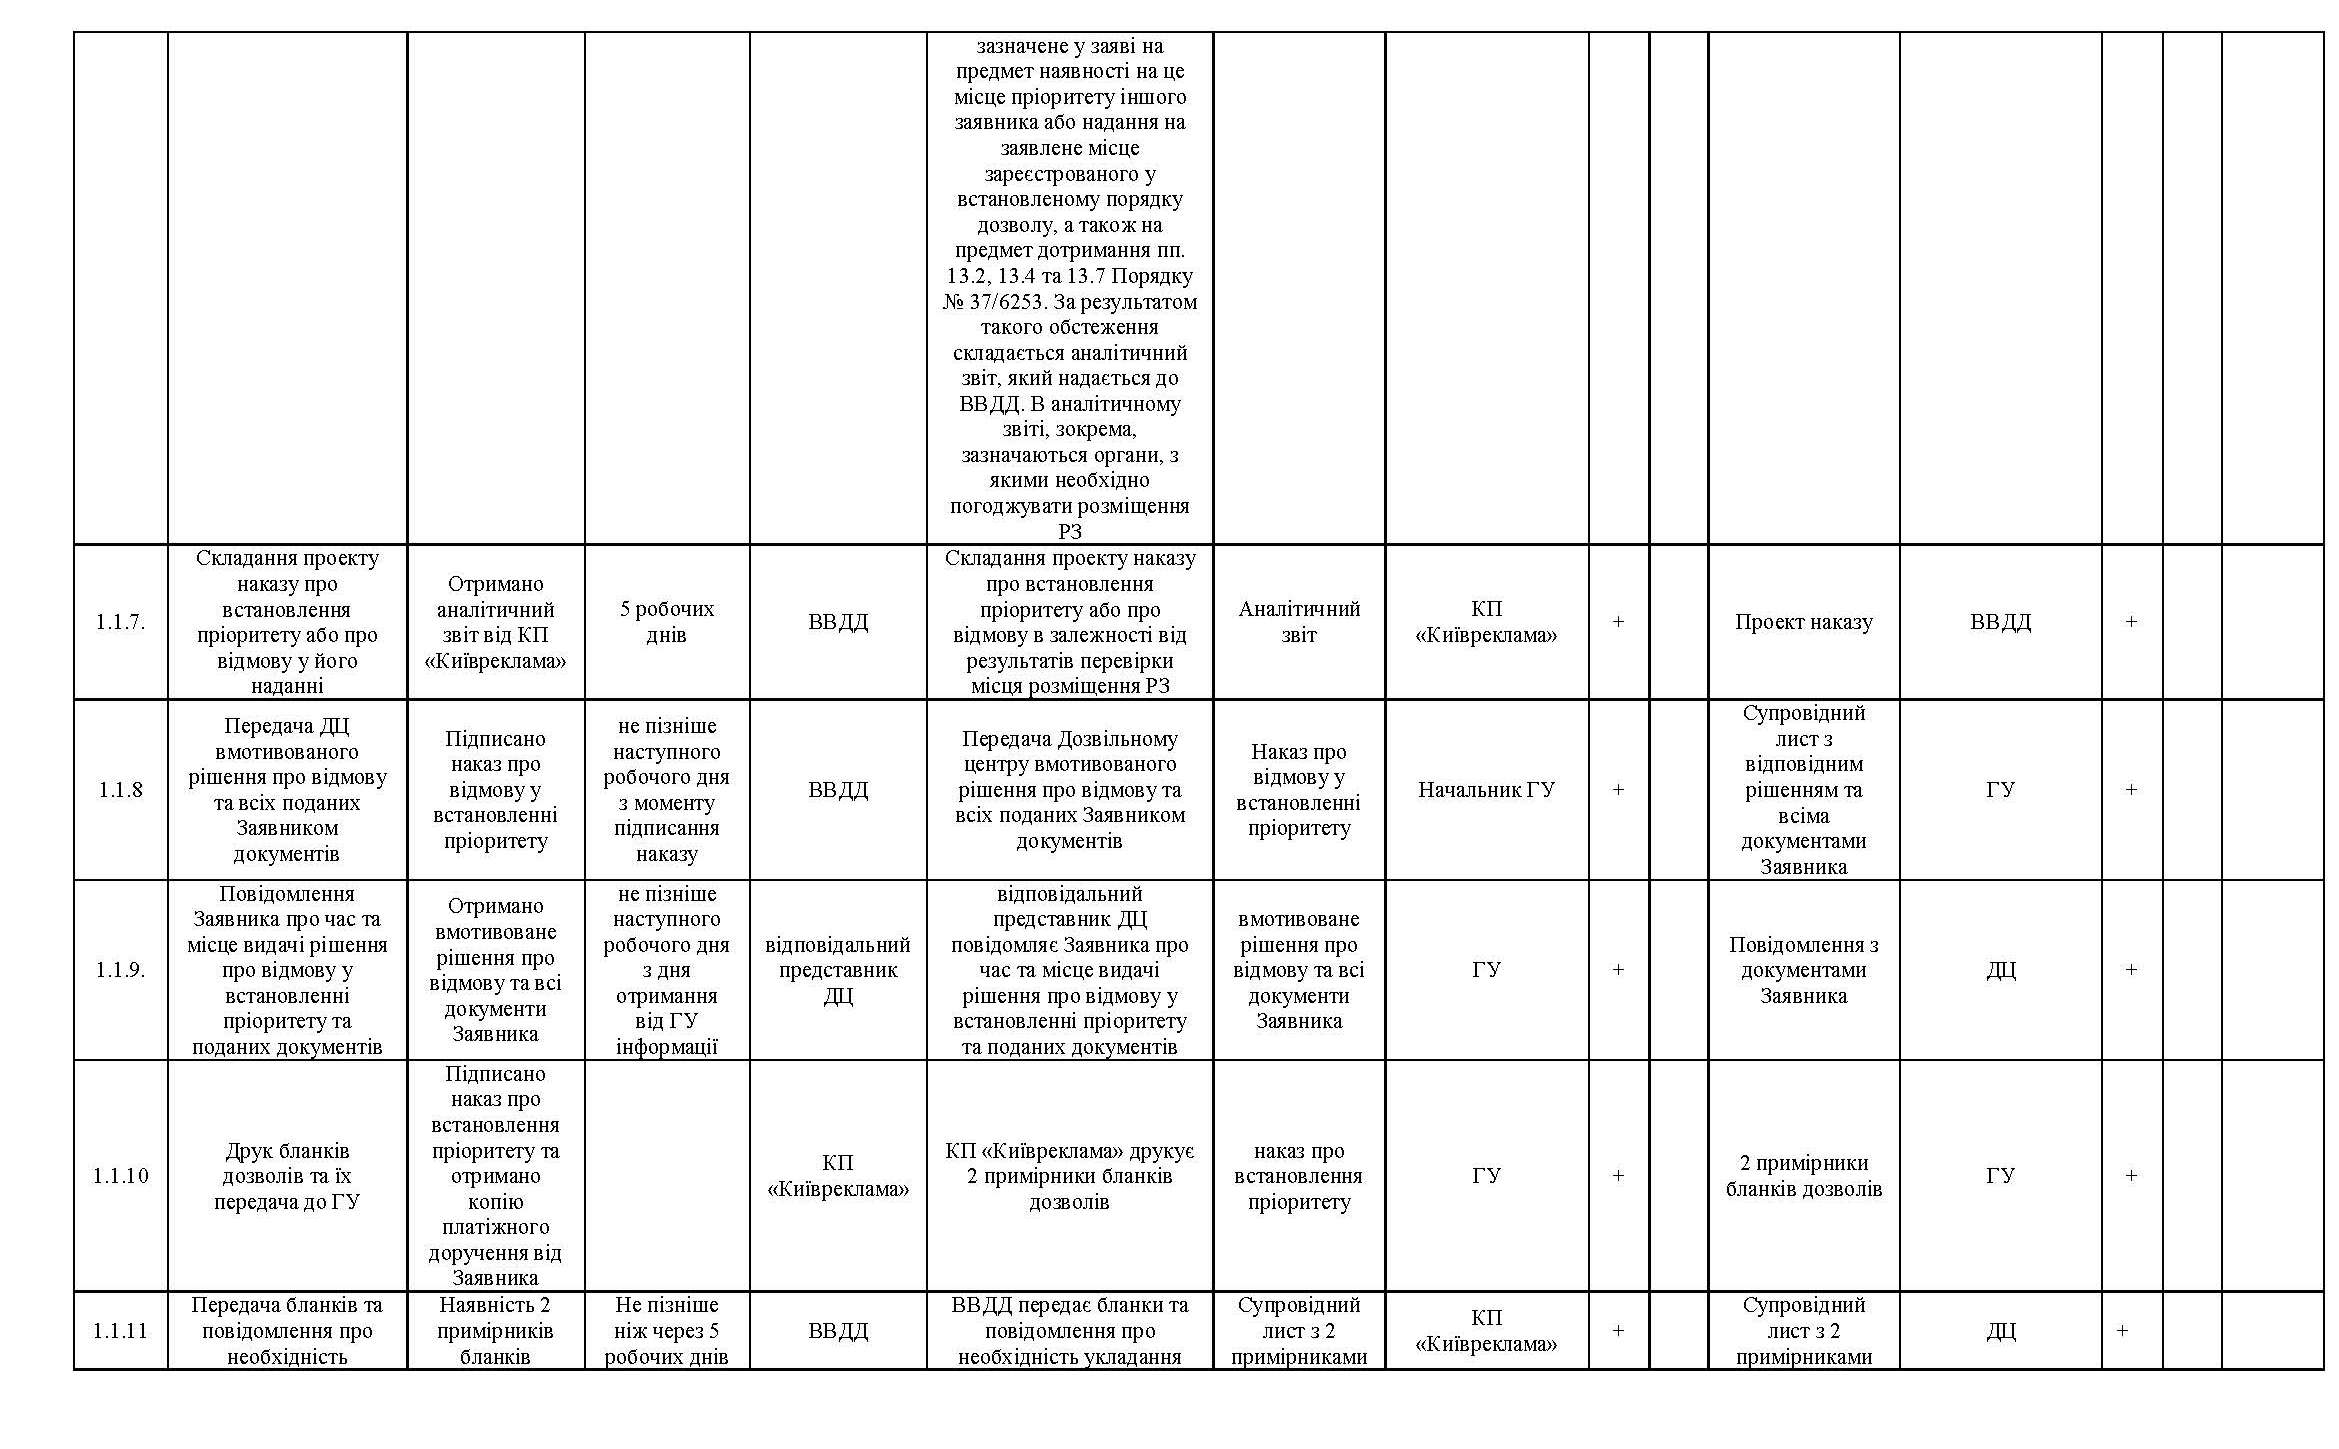 зазначене у заяві на
предмет наявності на це
місце пріоритету іншого
заявника або надання на
заявлене місце
зареєстрованого у
встановленому порядку
дозволу, а також на
предмет дотримання пп.
13.2, 13.4 та 13.7 Порядку
№ 37/6253. За результатом
такого обстеження
складається аналітичний
звіт, який надається до
ВВДД. В аналітичному
звіті, зокрема,
зазначаються органи, з
якими необхідно
погоджувати розміщення
РЗ
1.1.7.
Складання проекту
наказу про
встановлення
пріоритету або про
відмову у його
наданні
Отримано
аналітичний
звіт від КП
«Київреклама»
5 робочих
днів
ВВДД
Складання проекту наказу
про встановлення
пріоритету або про
відмову в залежності від
результатів перевірки
місця розміщення РЗ
Аналітичний
звіт
КП
«Київреклама»
+
Проект наказу
ВВДД
+
1.1.8
Передача ДЦ
вмотивованого
рішення про відмову
та всіх поданих
Заявником
документів
Підписано
наказ про
відмову у
встановленні
пріоритету
не пізніше
наступного
робочого дня
з моменту
підписання
наказу
ВВДД
Передача Дозвільному
центру вмотивованого
рішення про відмову та
всіх поданих Заявником
документів
Наказ про
відмову у
встановленні
пріоритету
Начальник ГУ
+
Супровідний
лист з
відповідним
рішенням та
всіма
документами
Заявника
ГУ
+
1.1.9.
Повідомлення
Заявника про час та
місце видачі рішення
про відмову у
встановленні
пріоритету та
поданих документів
Отримано
вмотивоване
рішення про
відмову та всі
документи
Заявника
не пізніше
наступного
робочого дня
з дня
отримання
від ГУ
інформації
відповідальний
представник
ДЦ
відповідальний
представник ДЦ
повідомляє Заявника про
час та місце видачі
рішення про відмову у
встановленні пріоритету
та поданих документів
вмотивоване
рішення про
відмову та всі
документи
Заявника
ГУ
+
Повідомлення з
документами
Заявника
ДЦ
+
1.1.10
Друк бланків
дозволів та їх
передача до ГУ
Підписано
наказ про
встановлення
пріоритету та
отримано
копію
платіжного
доручення від
Заявника
КП
«Київреклама»
КП «Київреклама» друкує
2 примірники бланків
дозволів
наказ про
встановлення
пріоритету
ГУ
+
2 примірники
бланків дозволів
ГУ
+
1.1.11
Передача бланків та
повідомлення про
необхідність
Наявність 2
примірників
бланків
Не пізніше
ніж через 5
робочих днів
ВВДД
ВВДД передає бланки та
повідомлення про
необхідність укладання
Супровідний
лист з 2
примірниками
КП
«Київреклама»
+
Супровідний
лист з 2
примірниками
ДЦ
+